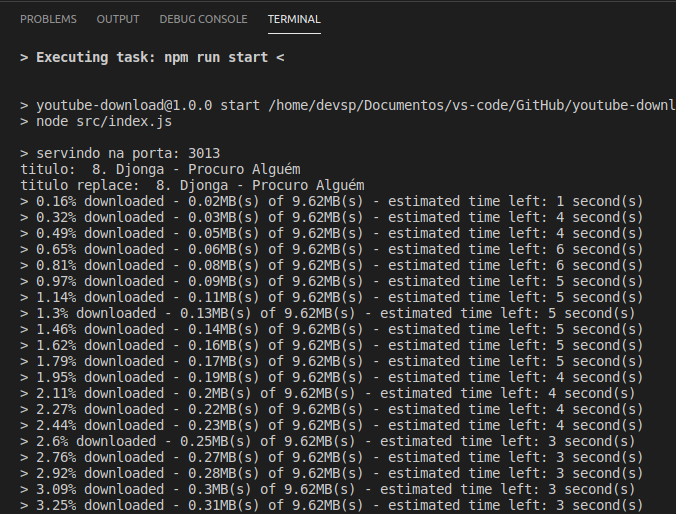 PROBLEMS OUTPUT DEBUG CONSOLE TERMINAL
> Executing task: npm run start <
> youtube-download@1.0.0 start /home/devsp/Documentos/vs-code/GitHub/youtube-downl
> node src/index.js
> servindo na porta: 3013
titulo:  8. Djonga - Procuro Alguém
titulo replace:  8. Djonga - Procuro Alguém
> 0.16% downloaded - 0.02MB(s) of 9.62MB(s) - estimated time left: 1 second(s)
> 0.32% downloaded - 0.03MB(s) of 9.62MB(s) - estimated time left: 4 second(s)
> 0.49% downloaded - 0.05MB(s) of 9.62MB(s) - estimated time left: 4 second(s)
> 0.65% downloaded - 0.06MB(s) of 9.62MB(s) - estimated time left: 6 second(s)
> 0.81% downloaded - 0.08MB(s) of 9.62MB(s) - estimated time left: 6 second(s)
> 0.97% downloaded - 0.09MB(s) of 9.62MB(s) - estimated time left: 5 second(s)
> 1.14% downloaded - 0.11MB(s) of 9.62MB(s) - estimated time left: 5 second(s)
> 1.3% downloaded - 0.13MB(s) of 9.62MB(s) - estimated time left: 5 second(s)
> 1.46% downloaded - 0.14MB(s) of 9.62MB(s) - estimated time left: 5 second(s)
> 1.62% downloaded - 0.16MB(s) of 9.62MB(s) - estimated time left: 5 second(s)
> 1.79% downloaded - 0.17MB(s) of 9.62MB(s) - estimated time left: 5 second(s)
> 1.95% downloaded - 0.19MB(s) of 9.62MB(s) - estimated time left: 4 second(s)
> 2.11% downloaded - 0.2MB(s) of 9.62MB(s) - estimated time left: 4 second(s)
> 2.27% downloaded - 0.22MB(s) of 9.62MB(s) - estimated time left: 4 second(s)
> 2.44% downloaded - 0.23MB(s) of 9.62MB(s) - estimated time left: 4 second(s)
> 2.6% downloaded - 0.25MB(s) of 9.62MB(s) - estimated time left: 3 second(s)
> 2.76% downloaded - 0.27MB(s) of 9.62MB(s) - estimated time left: 3 second(s)
> 2.92% downloaded - 0.28MB(s) of 9.62MB(s) - estimated time left: 3 second(s)
> 3.09% downloaded - 0.3MB(s) of 9.62MB(s) - estimated time left: 3 second(s)
> 3.25% downloaded - 0.31MB(s) of 9.62MB(s) - estimated time left: 3 second(s)